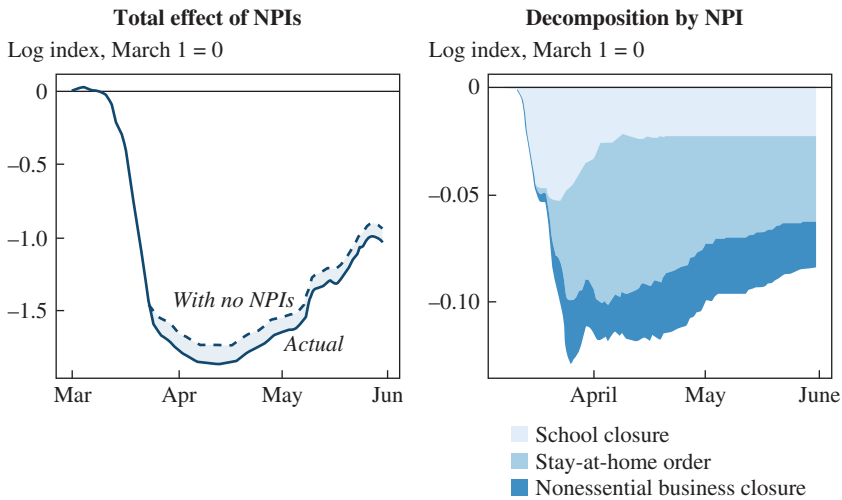 Total effect of NPIs
Log index, March 1 = 0
0
–0.5
–1.0
–1.5
With no NPIs
Actual
Mar Apr May Jun
Decomposition by NPI
Log index, March 1 = 0
0
–0.05
–0.10
April May June
School closure
Stay-at-home order
Nonessential business closure